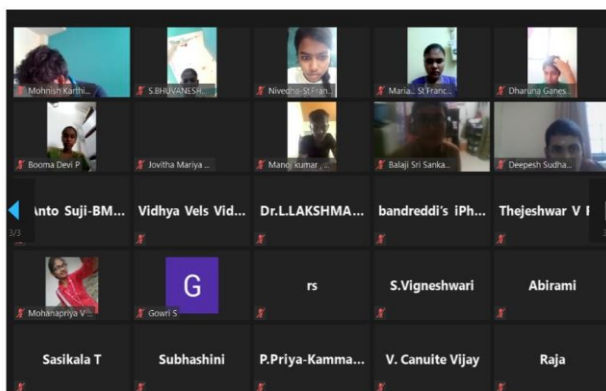 Mohnish Karthi...
S.BHUVANESH...
Nivedha-St Fran...
Maria... St Franc...
Dharuna Ganes...
Booma Devi P
Jovitha Mariya ...
Manoj kumar , ...
Balaji Sri Sanka...
Deepesh Sudha...
Anto Suji-BM...
Vidhya Vels Vid...
Dr.L.LAKSHMA...
bandreddi's iPh...
Thejeshwar V
3/3
Mohanapriya V ...
G
Gowri S
rs
S.Vigneshwari
Abirami
Sasikala T
Subhashini
P.Priya-Kamma...
V. Canuite Vijay
Raja